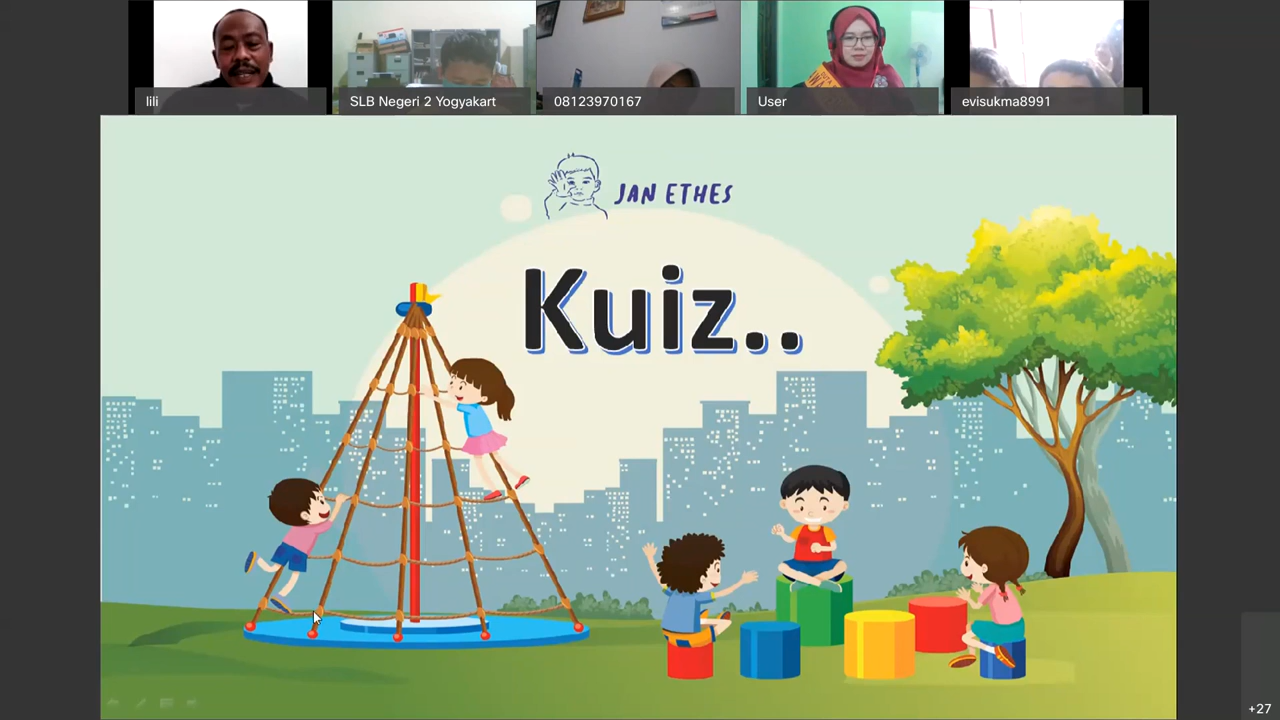 lili
SLB Negeri 2 Yogyakart
08123970167
User
evisukma8991
JAN ETHES
Kuiz..
+27